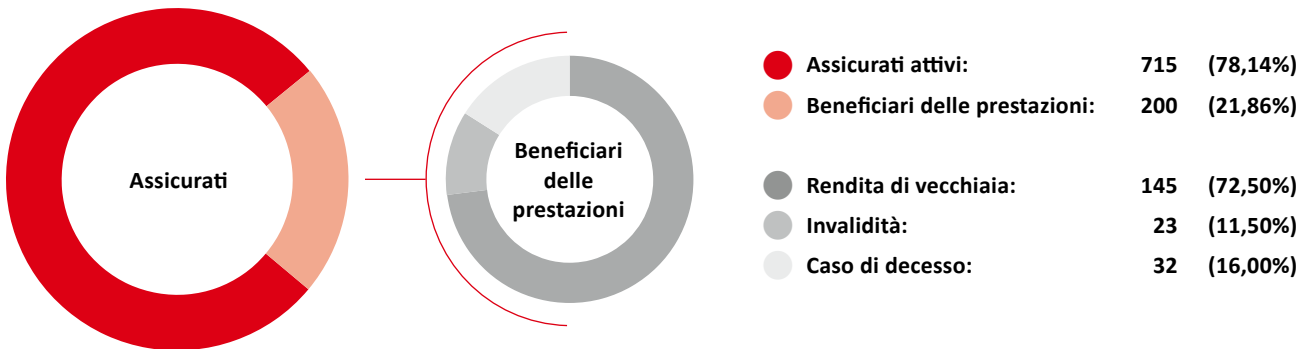 Assicurati
Beneficiari
delle
prestazioni
Assicurati attivi: 715 (78,14%)
Beneficiari delle prestazioni: 200 (21,86%)
Rendita di vecchiaia: 145 (72,50%)
Invalidità: 23 (11,50%)
Caso di decesso: 32 (16,00%)